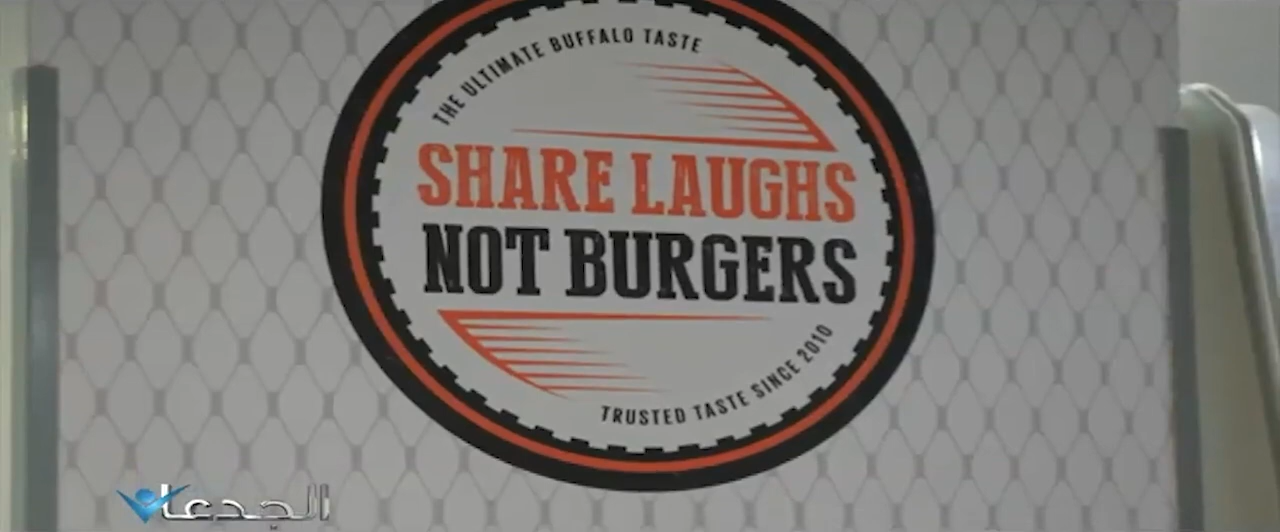 THE ULTIMATE BUFFALO TASTE
SHARE LAUGHS
NOT BURGERS
TRUSTED TASTE SINCE 2010
الجدعان